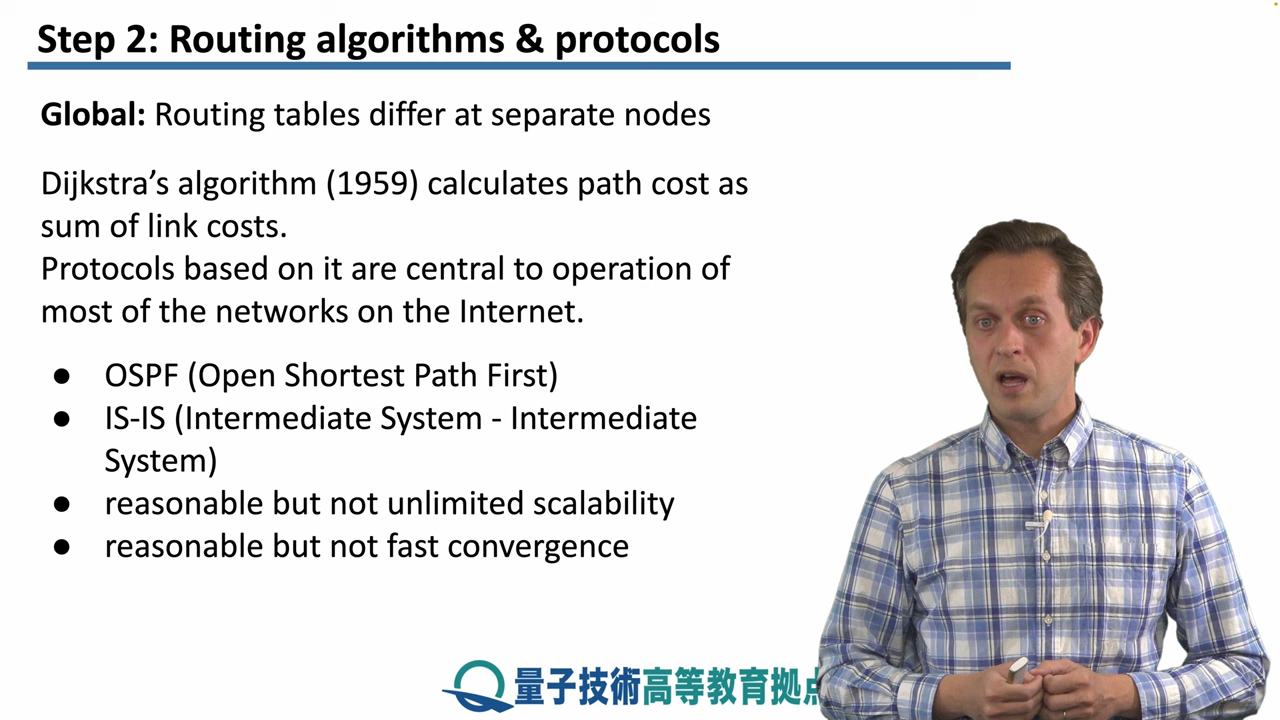 Step 2: Routing algorithms & protocols
Global: Routing tables differ at separate nodes
Dijkstra’s algorithm (1959) calculates path cost as
sum of link costs.
Protocols based on it are central to operation of
most of the networks on the Internet.
● OSPF (Open Shortest Path First)
● IS-IS (Intermediate System - Intermediate
System)
● reasonable but not unlimited scalability
● reasonable but not fast convergence
量子技術高等教育拠点